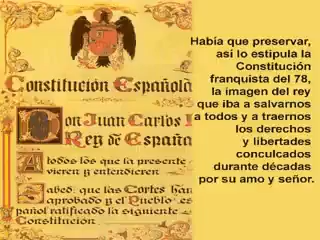 Constitución Española
Don Juan Carlos I
Rey de España
A todos los que la presente
vieren y entendieren
Sabed: que las Cortes han
aprobado y el Pueblo es-
pañol ratificado la siguiente
Constitución.
Había que preservar,
así lo estipula la
Constitución
franquista del 78,
la imagen del rey
que iba a salvarnos
a todos y a traernos
los derechos
y libertades
conculcados
durante décadas
por su amo y señor.